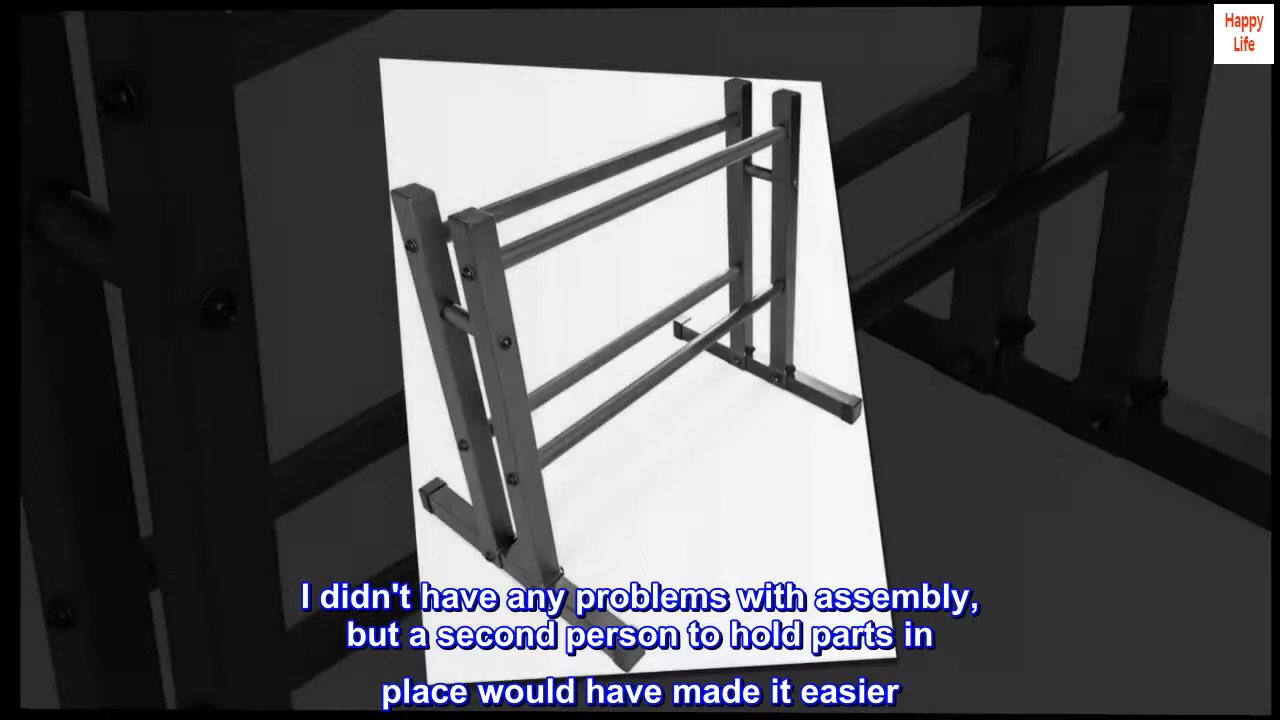 Happy
Life
I didn't have any problems with assembly,
but a second person to hold parts in
place would have made it easier